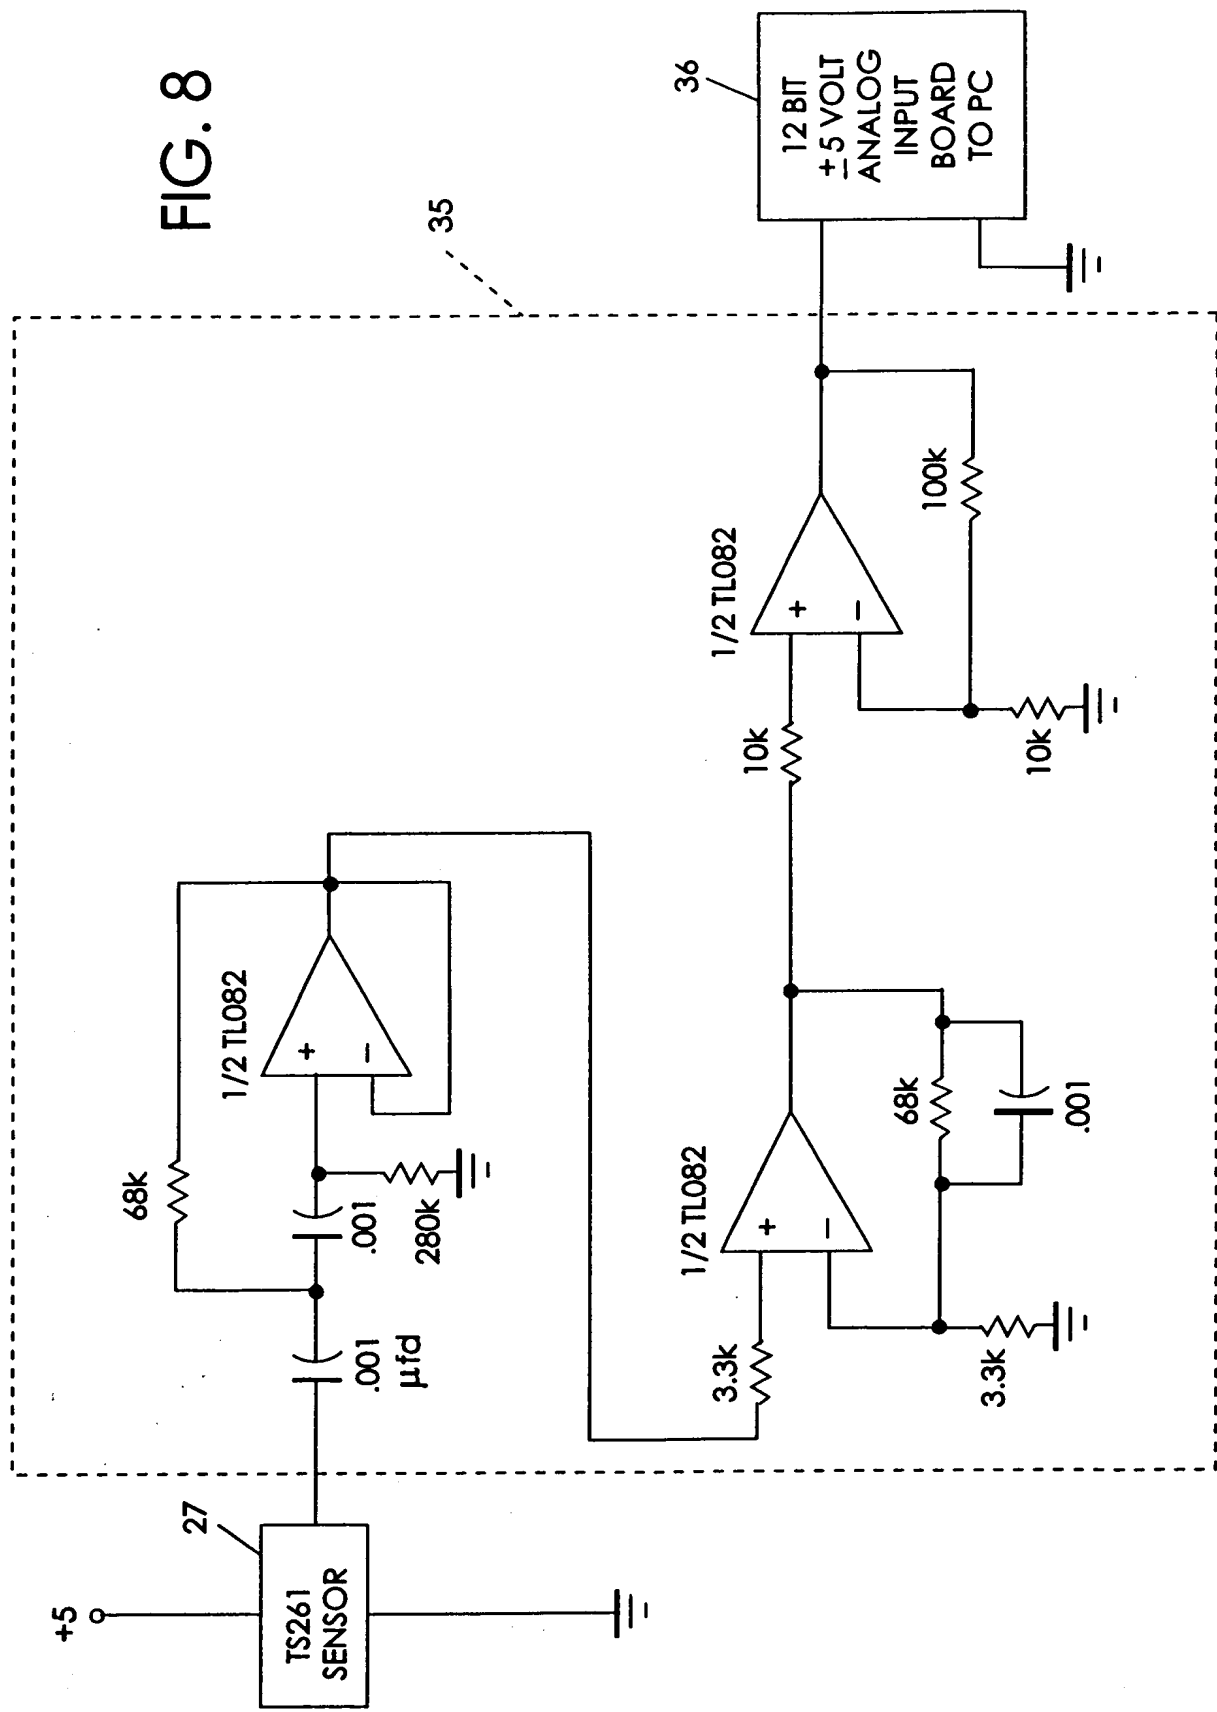 FIG. 8
+5
27
TS261
SENSOR
35
68k
.001
µfd
.001
280k
1/2 TL082
+
−
3.3k
1/2 TL082
+
−
3.3k
68k
.001
10k
1/2 TL082
+
−
10k
100k
36
12 BIT
±5 VOLT
ANALOG
INPUT
BOARD
TO PC